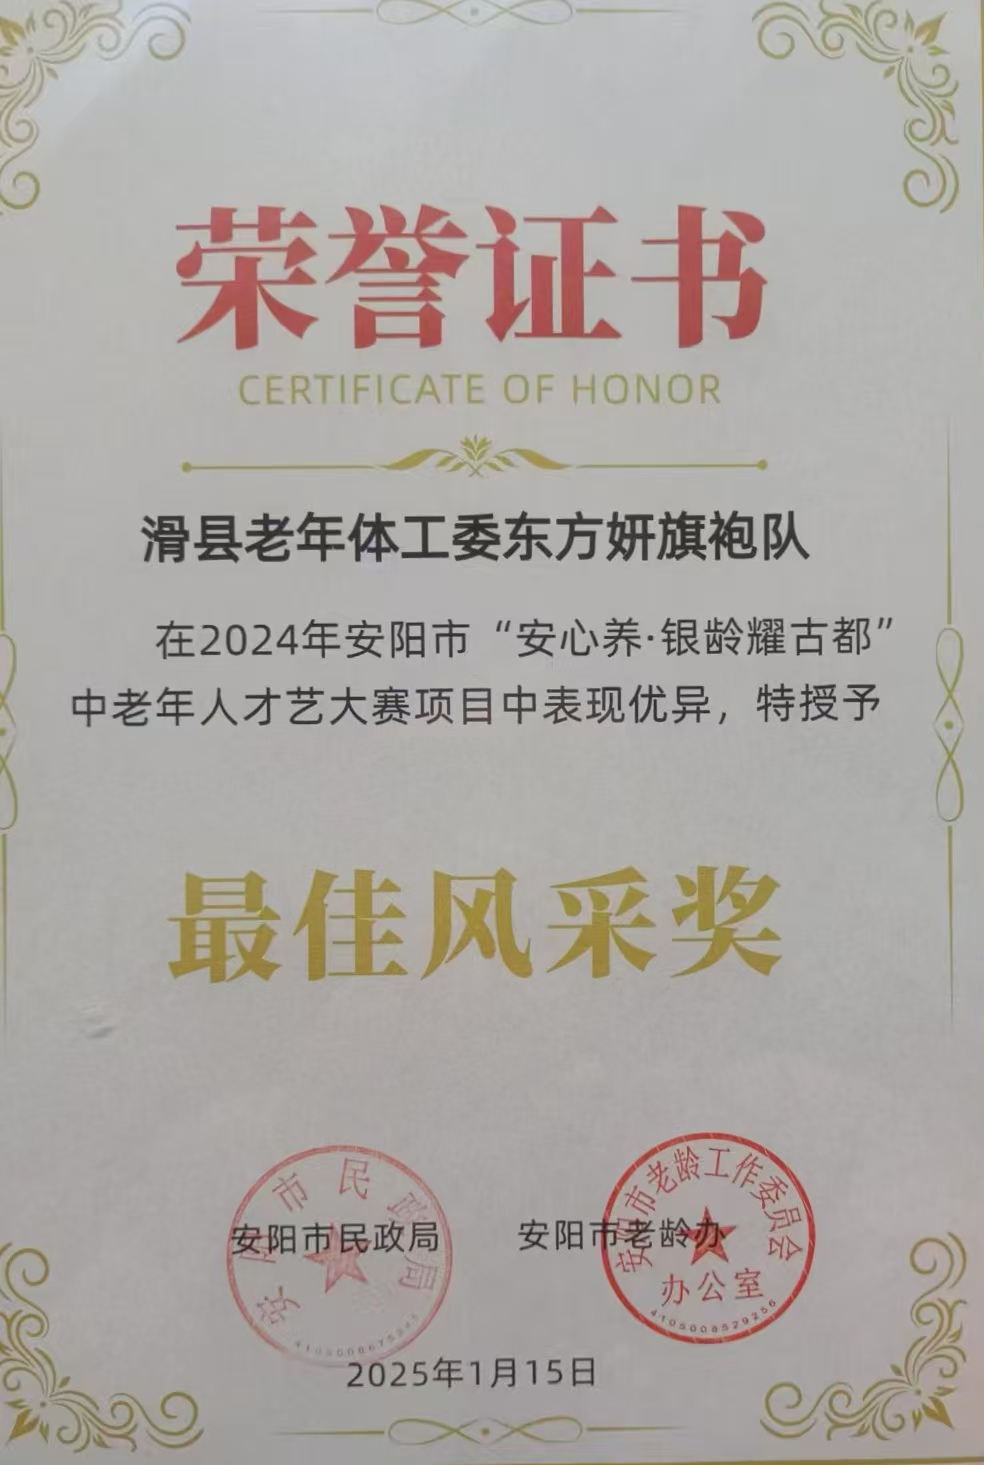 荣誉证书
CERTIFICATE OF HONOR
滑县老年体工委东方妍旗袍队
在2024年安阳市“安心养·银龄耀古都”
中老年人才艺大赛项目中表现优异，特授予
最佳风采奖
安阳市民政局
安阳市老龄工作委员会
办公室
4105008529256
安阳市民政局 安阳市老龄办
2025年1月15日